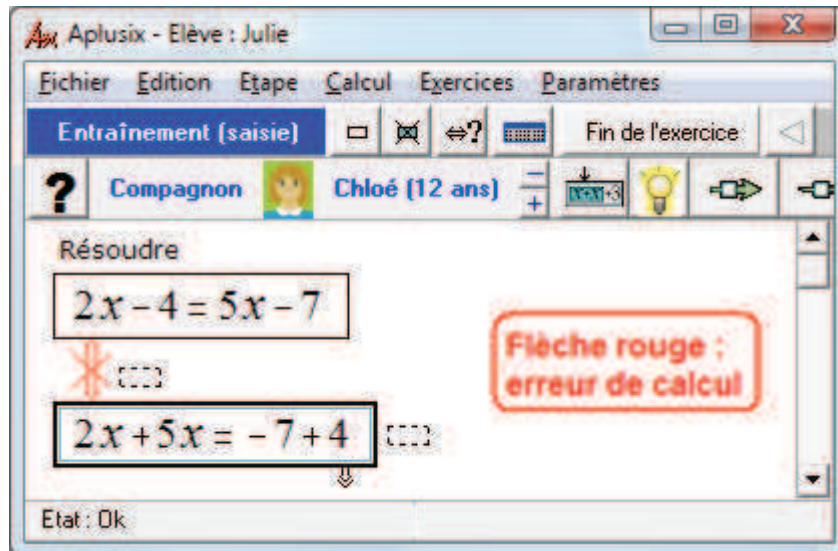 Aplusix - Elève : Julie
Fichier Edition Etape Calcul Exercices Paramètres
Entraînement (saisie) ⇔? Fin de l'exercice
? Compagnon Chloé (12 ans) - +
Résoudre
2x - 4 = 5x - 7
Flèche rouge :
erreur de calcul
2x + 5x = -7 + 4
Etat : Ok